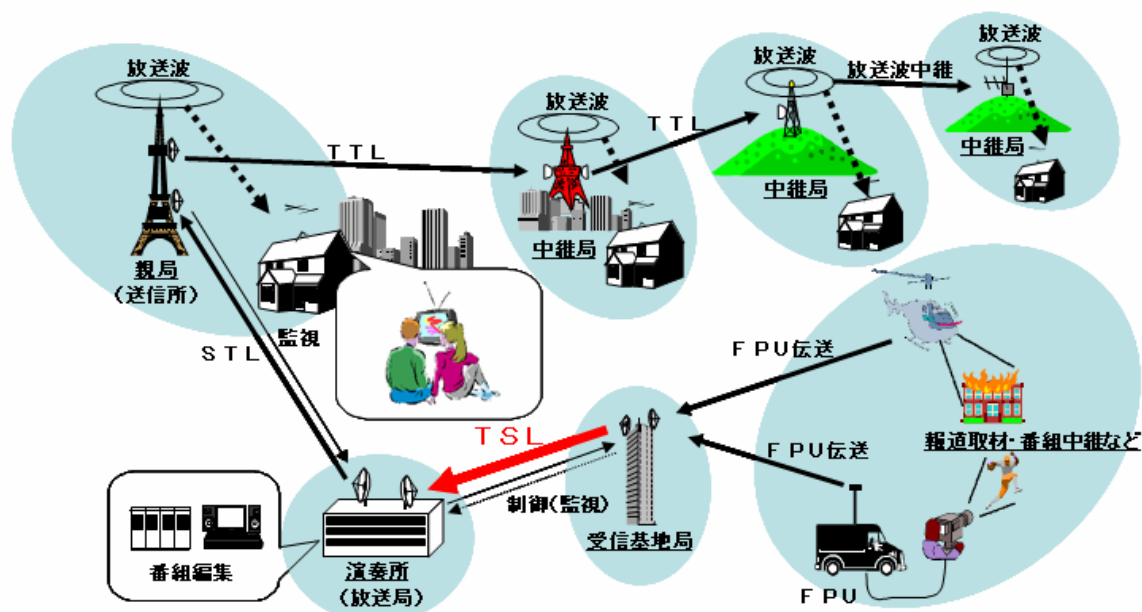 放送波
放送波
放送波
放送波中継
放送波
TTL
TTL
中継局
中継局
中継局
親局
(送信所)
監視
STL
FPU伝送
TSL
FPU伝送
報道取材・番組中継など
制御(監視)
受信基地局
番組編集
演奏所
(放送局)
FPU